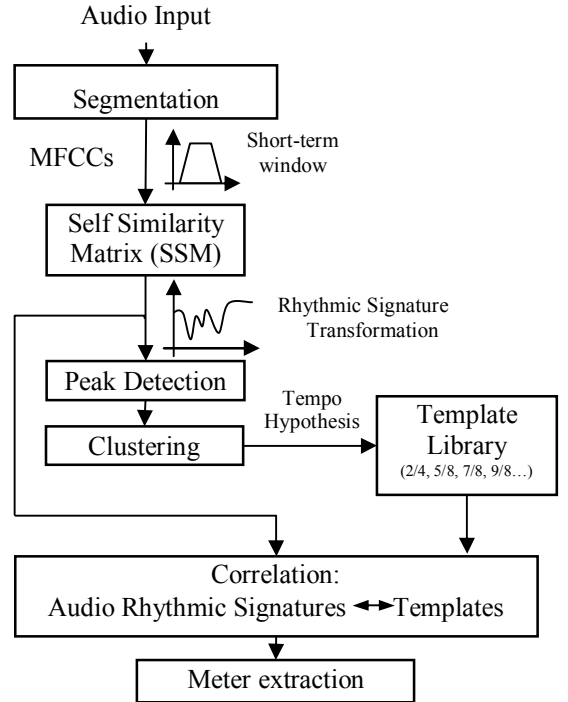 Audio Input
Segmentation
MFCCs
Short-term
window
Self Similarity
Matrix (SSM)
Rhythmic Signature
Transformation
Peak Detection
Clustering
Tempo
Hypothesis
Template
Library
(2/4, 5/8, 7/8, 9/8…)
Correlation:
Audio Rhythmic Signatures Templates
Meter extraction